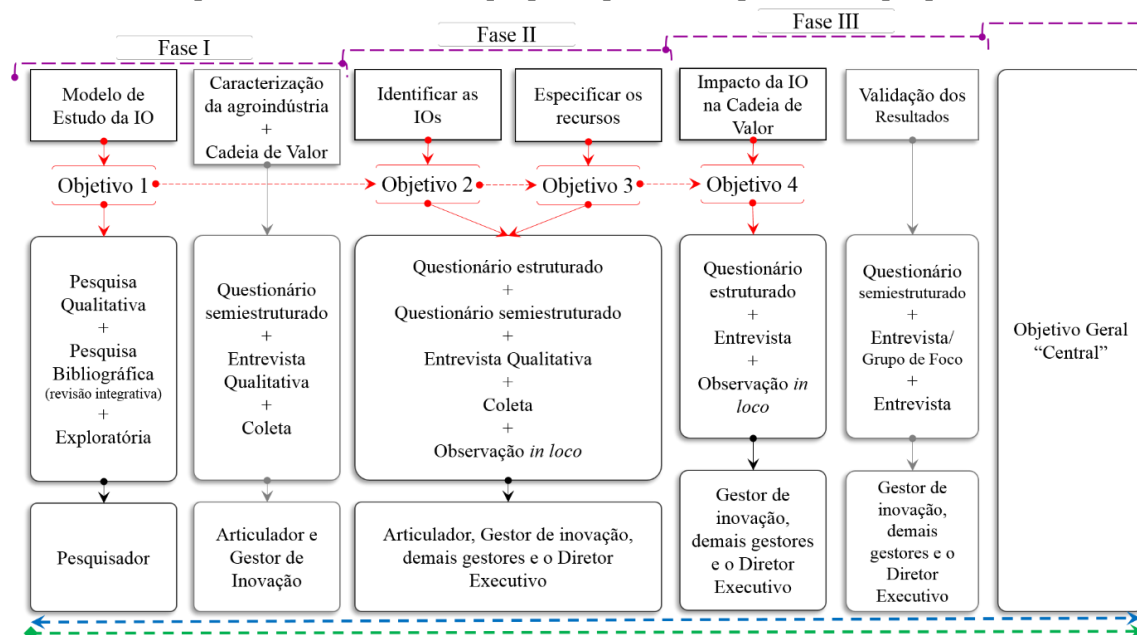 Fase I
Fase II
Fase III
Modelo de
Estudo da IO
Caracterização
da agroindústria
+
Cadeia de Valor
Identificar as
IOs
Especificar os
recursos
Impacto da IO
na Cadeia de
Valor
Validação dos
Resultados
Objetivo 1
Objetivo 2
Objetivo 3
Objetivo 4
Pesquisa
Qualitativa
+
Pesquisa
Bibliográfica
(revisão integrativa)
+
Exploratória
Questionário
semiestruturado
+
Entrevista
Qualitativa
+
Coleta
Questionário estruturado
+
Questionário semiestruturado
+
Entrevista Qualitativa
+
Coleta
+
Observação in loco
Questionário
estruturado
+
Entrevista
+
Observação in
loco
Questionário
semiestruturado
+
Entrevista/
Grupo de Foco
+
Entrevista
Objetivo Geral
“Central”
Pesquisador
Articulador e
Gestor de
Inovação
Articulador, Gestor de inovação,
demais gestores e o Diretor
Executivo
Gestor de
inovação,
demais gestores
e o Diretor
Executivo
Gestor de
inovação,
demais
gestores e o
Diretor
Executivo